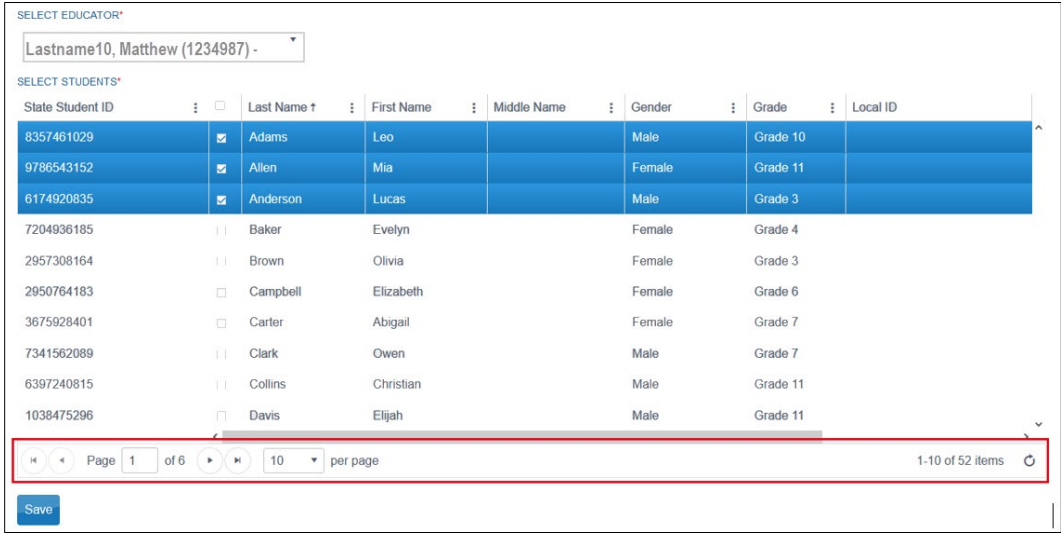 SELECT EDUCATOR*
Lastname10, Matthew (1234987) -
SELECT STUDENTS*
State Student ID Last Name ↑ First Name Middle Name Gender Grade Local ID
8357461029 Adams Leo Male Grade 10
9786543152 Allen Mia Female Grade 11
6174920835 Anderson Lucas Male Grade 3
7204936185 Baker Evelyn Female Grade 4
2957308164 Brown Olivia Female Grade 3
2950764183 Campbell Elizabeth Female Grade 6
3675928401 Carter Abigail Female Grade 7
7341562089 Clark Owen Male Grade 7
6397240815 Collins Christian Male Grade 11
1038475296 Davis Elijah Male Grade 11
Page 1 of 6 10 per page 1-10 of 52 items
Save